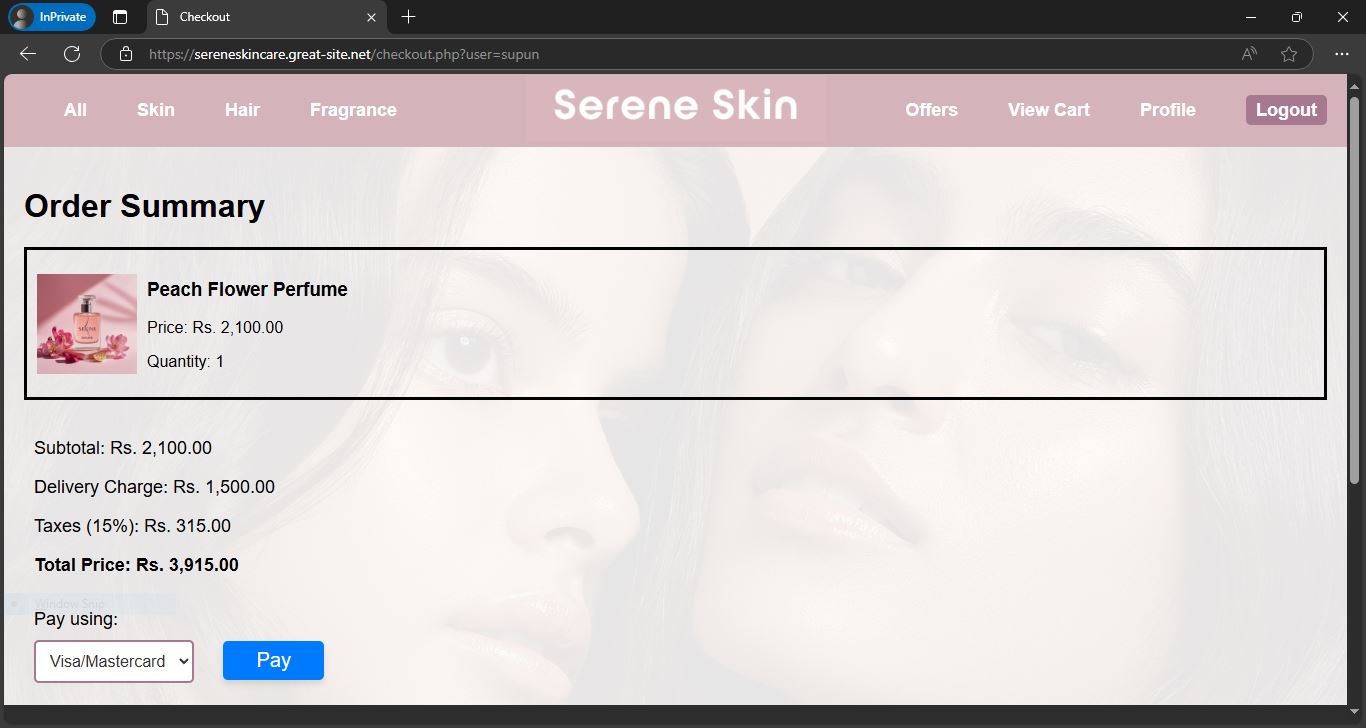 InPrivate
Checkout
https://sereneskincare.great-site.net/checkout.php?user=supun
All Skin Hair Fragrance Serene Skin Offers View Cart Profile Logout
Order Summary
Peach Flower Perfume
Price: Rs. 2,100.00
Quantity: 1
SERENE
Subtotal: Rs. 2,100.00
Delivery Charge: Rs. 1,500.00
Taxes (15%): Rs. 315.00
Total Price: Rs. 3,915.00
Window Snip
Pay using:
Visa/Mastercard Pay